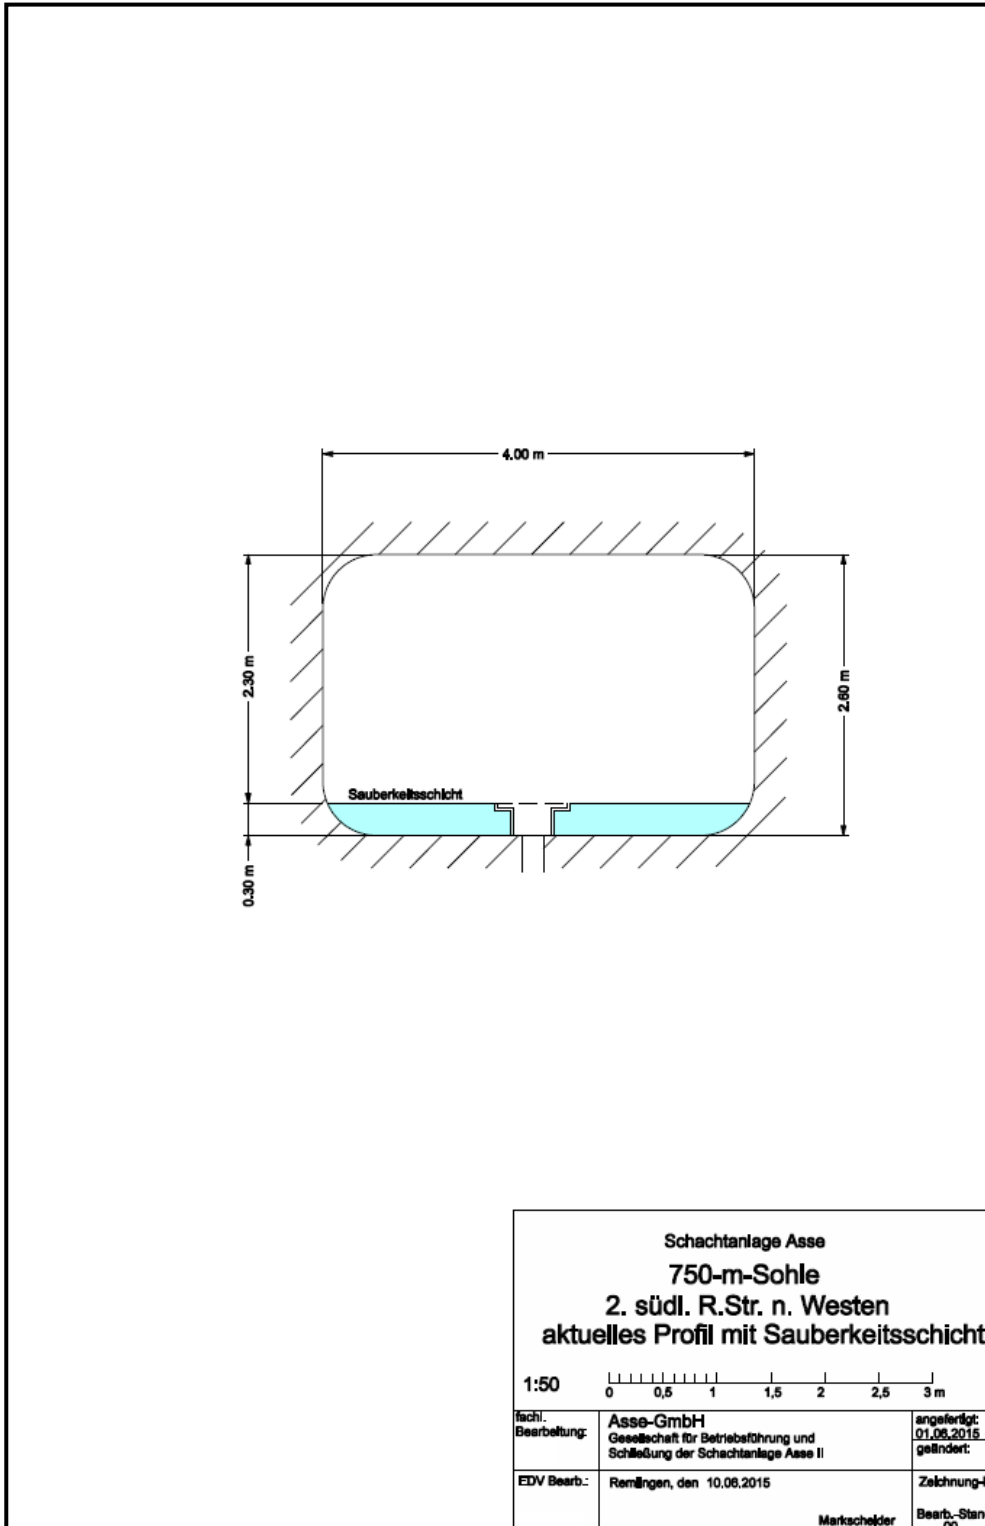 4.00 m
2.30 m
2.60 m
Sauberkeitsschicht
0.30 m
Schachtanlage Asse
750-m-Sohle
2. südl. R.Str. n. Westen
aktuelles Profil mit Sauberkeitsschicht
1:50
0 0,5 1 1,5 2 2,5 3 m
fachl. Bearbeitung:
Asse-GmbH
Gesellschaft für Betriebsführung und
Schließung der Schachtanlage Asse II
angefertigt:
01.06.2015
geändert:
EDV Bearb.:
Remlingen, den 10.06.2015
Markscheider